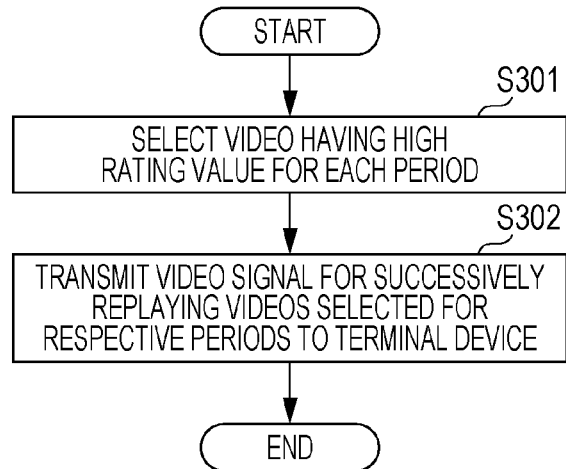 START
S301
SELECT VIDEO HAVING HIGH
RATING VALUE FOR EACH PERIOD
S302
TRANSMIT VIDEO SIGNAL FOR SUCCESSIVELY
REPLAYING VIDEOS SELECTED FOR
RESPECTIVE PERIODS TO TERMINAL DEVICE
END